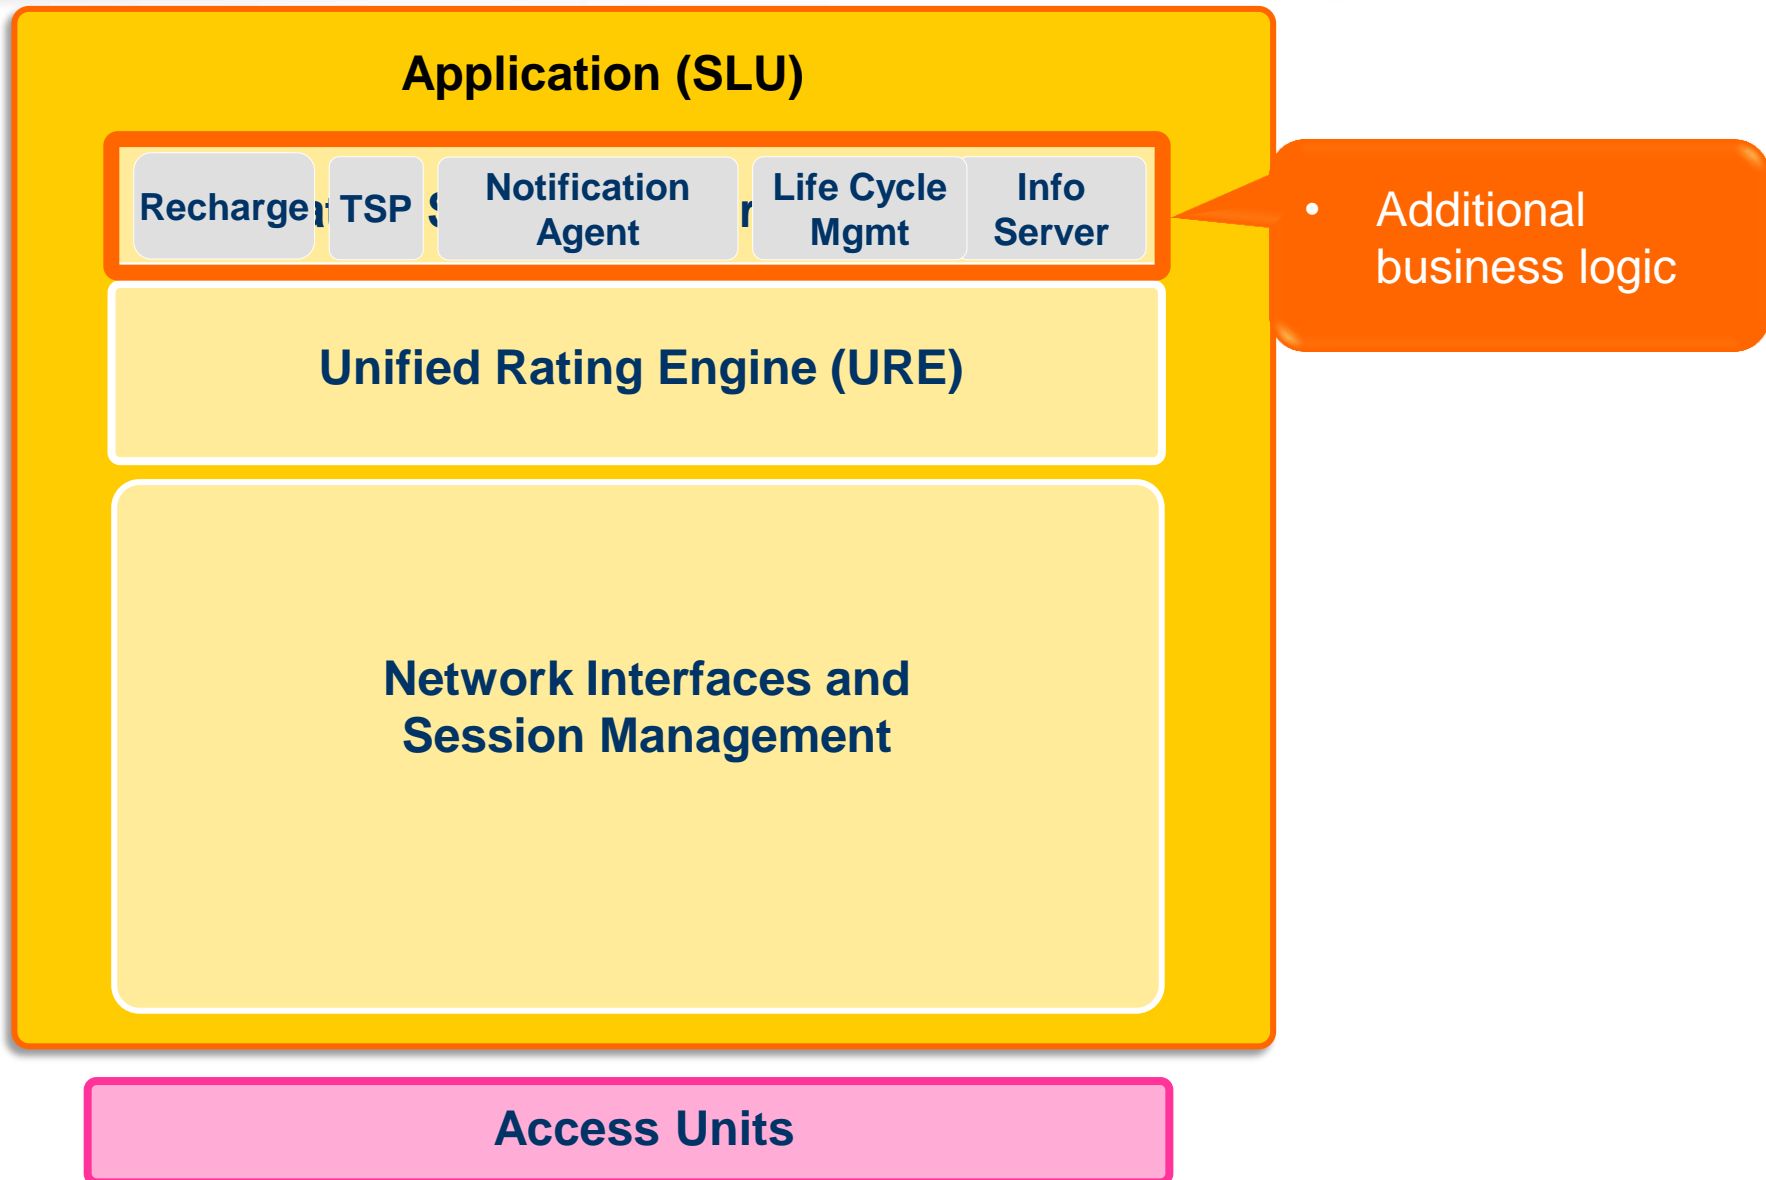 Application (SLU)
Recharge
TSP
Notification
Agent
Life Cycle
Mgmt
Info
Server
• Additional
business logic
Unified Rating Engine (URE)
Network Interfaces and
Session Management
Access Units